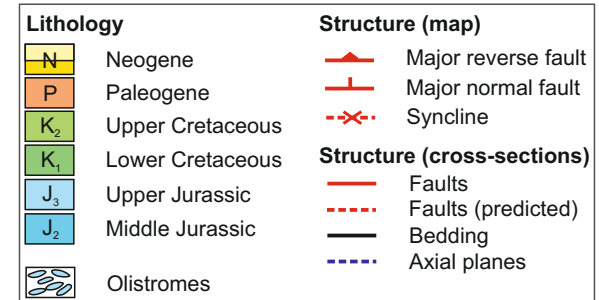 Lithology
N Neogene
P Paleogene
K₂ Upper Cretaceous
K₁ Lower Cretaceous
J₃ Upper Jurassic
J₂ Middle Jurassic
Olistromes
Structure (map)
Major reverse fault
Major normal fault
Syncline
Structure (cross-sections)
Faults
Faults (predicted)
Bedding
Axial planes